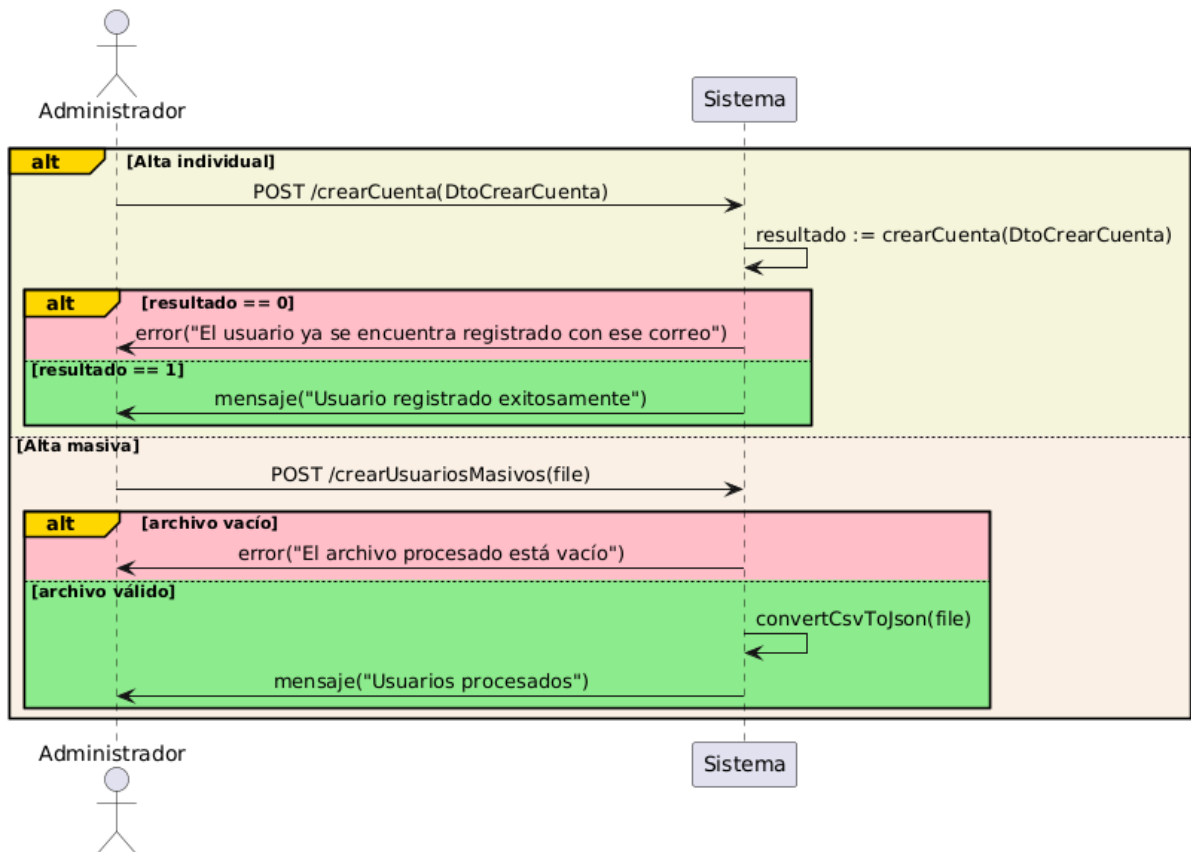 Administrador
Sistema
alt [Alta individual]
POST /crearCuenta(DtoCrearCuenta)
resultado := crearCuenta(DtoCrearCuenta)
alt [resultado == 0]
error("El usuario ya se encuentra registrado con ese correo")
[resultado == 1]
mensaje("Usuario registrado exitosamente")
[Alta masiva]
POST /crearUsuariosMasivos(file)
alt [archivo vacío]
error("El archivo procesado está vacío")
[archivo válido]
convertCsvToJson(file)
mensaje("Usuarios procesados")
Administrador
Sistema